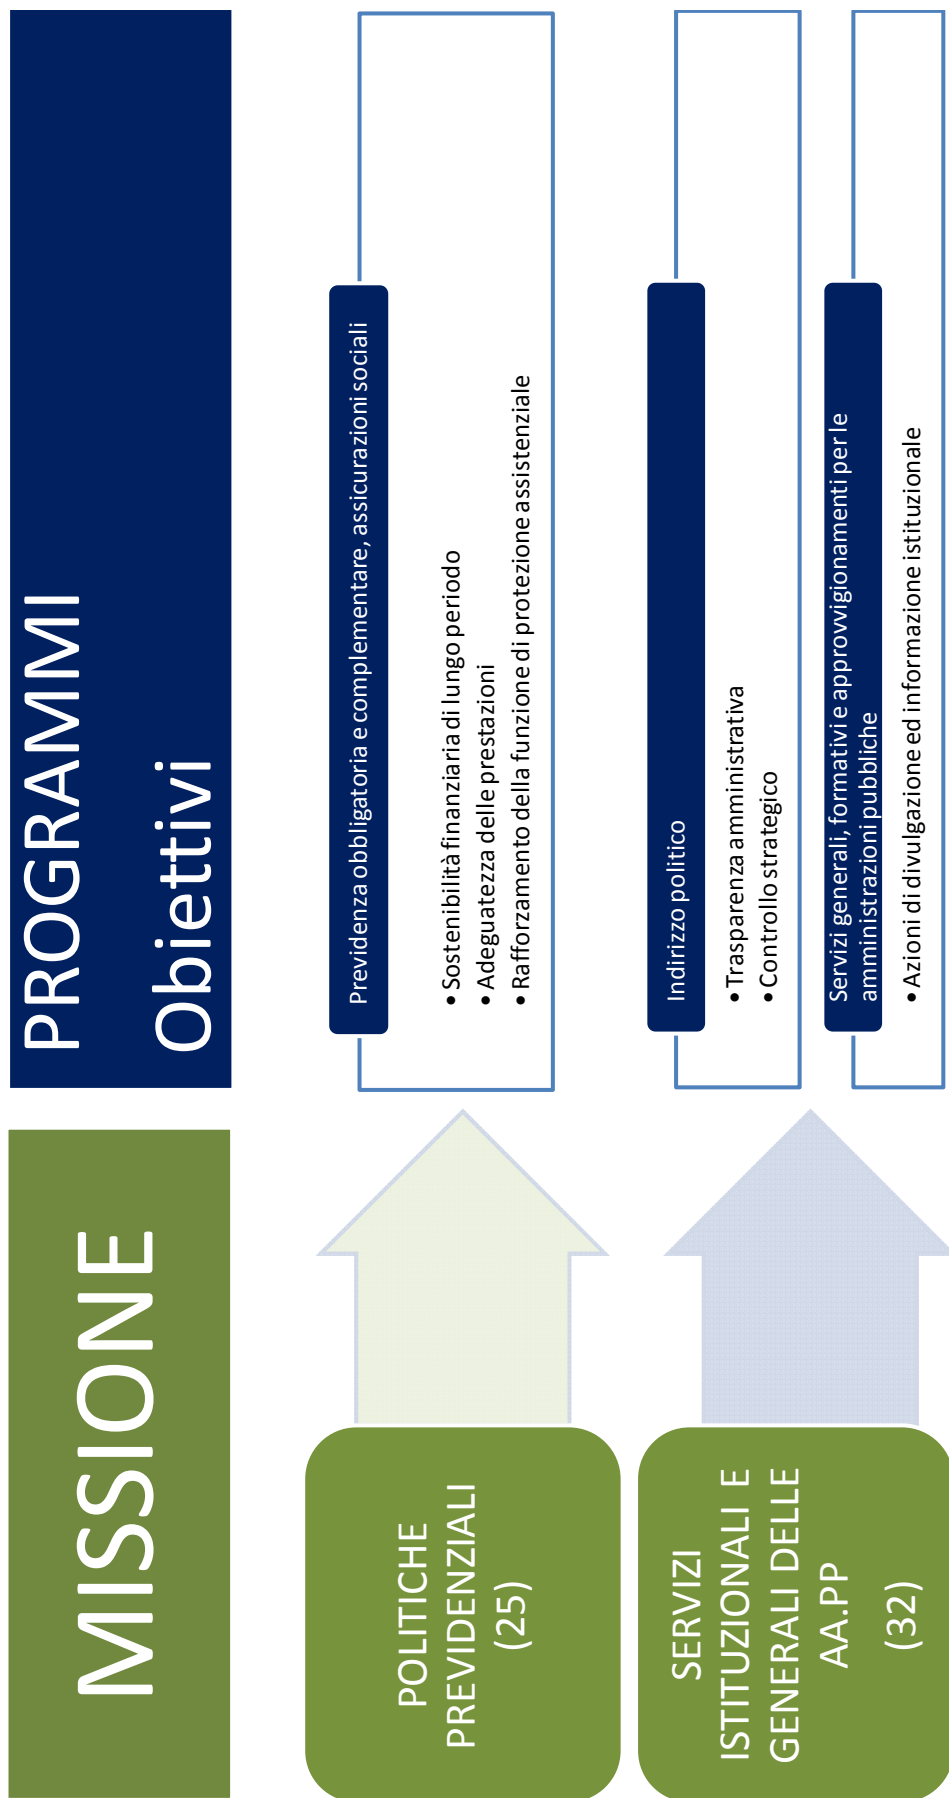 MISSIONE
PROGRAMMI
Obiettivi
POLITICHE
PREVIDENZIALI
(25)
Previdenza obbligatoria e complementare, assicurazioni sociali
• Sostenibilità finanziaria di lungo periodo
• Adeguatezza delle prestazioni
• Rafforzamento della funzione di protezione assistenziale
SERVIZI
ISTITUZIONALI E
GENERALI DELLE
AA.PP
(32)
Indirizzo politico
• Trasparenza amministrativa
• Controllo strategico
Servizi generali, formativi e approvvigionamenti per le
amministrazioni pubbliche
• Azioni di divulgazione ed informazione istituzionale